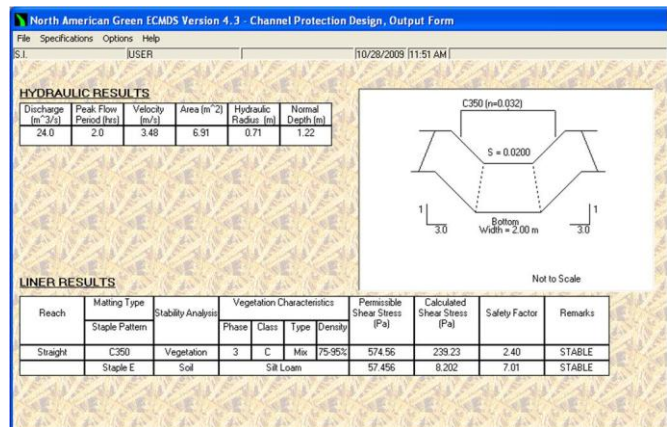 North American Green ECMDS Version 4.3 - Channel Protection Design, Output Form
File Specifications Options Help
S.I. USER 10/28/2009 11:51 AM
HYDRAULIC RESULTS
Discharge (m^3/s) Peak Flow Period (hrs) Velocity (m/s) Area (m^2) Hydraulic Radius (m) Normal Depth (m)
24.0 2.0 3.48 6.91 0.71 1.22
C350 (n=0.032)
S = 0.0200
1 1
3.0 Bottom Width = 2.00 m 3.0
Not to Scale
LINER RESULTS
Reach Matting Type Stability Analysis Vegetation Characteristics Permissible Shear Stress (Pa) Calculated Shear Stress (Pa) Safety Factor Remarks
Staple Pattern Phase Class Type Density
Straight C350 Vegetation 3 C Mix 75-95% 574.56 239.23 2.40 STABLE
Staple E Soil Silt Loam 57.456 8.202 7.01 STABLE